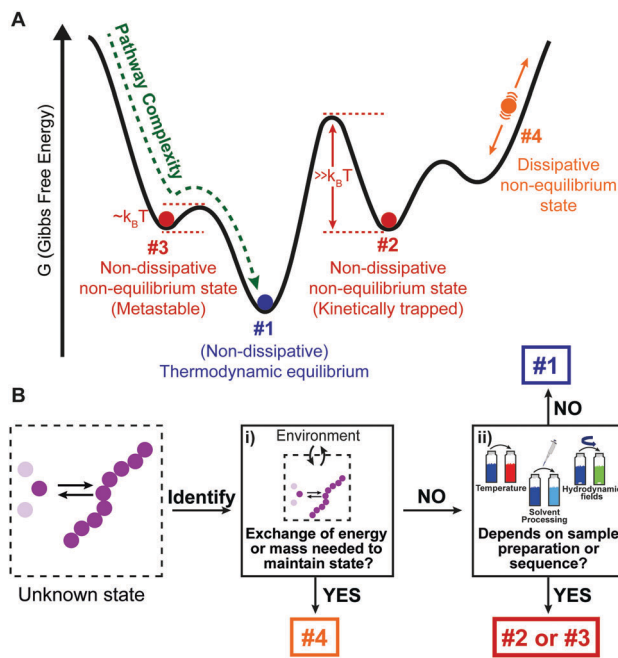 A
G (Gibbs Free Energy)
Pathway Complexity
~kBT
#3
Non-dissipative
non-equilibrium state
(Metastable)
#1
(Non-dissipative)
Thermodynamic equilibrium
>>kBT
#2
Non-dissipative
non-equilibrium state
(Kinetically trapped)
#4
Dissipative
non-equilibrium
state
B
Unknown state
Identify
i)
Environment
Exchange of energy
or mass needed to
maintain state?
YES
#4
NO
ii)
Temperature
Solvent
Processing
Hydrodynamic
fields
Depends on sample
preparation or
sequence?
NO
#1
YES
#2 or #3